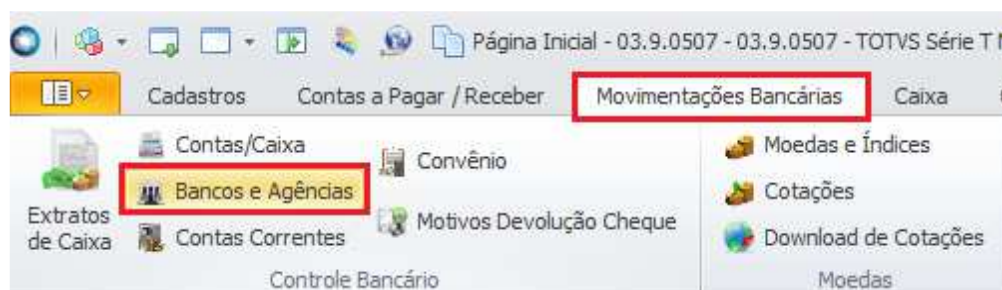 Página Inicial - 03.9.0507 - 03.9.0507 - TOTVS Série T
Cadastros Contas a Pagar / Receber Movimentações Bancárias Caixa
Contas/Caixa Convênio Moedas e Índices
Bancos e Agências Cotações
Extratos de Caixa Motivos Devolução Cheque
Contas Correntes Download de Cotações
Controle Bancário Moedas